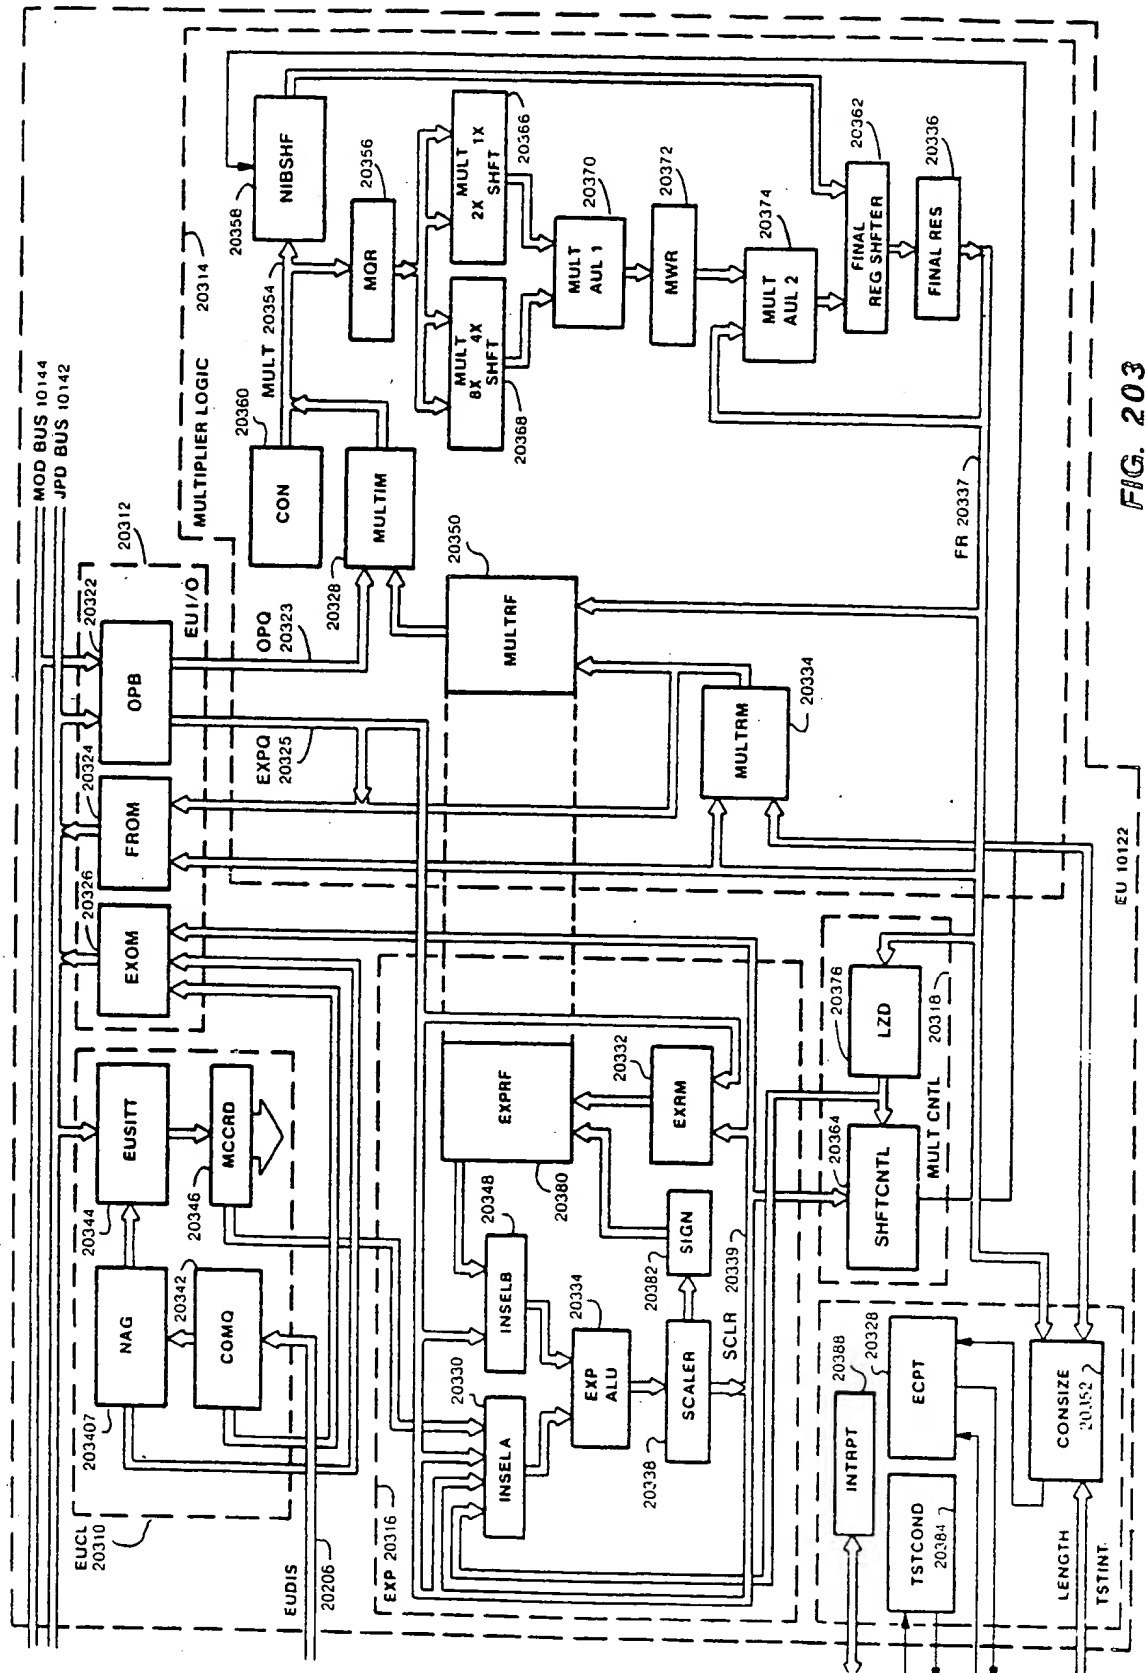 MOD BUS 10144
JPD BUS 10142
EUCL
20310
NAG
203407
COMQ
20342
EUSITT
20344
MCCRD
20346
EUDIS
20206
EXOM
20326
FROM
20324
OPB
20322
20312
EU I/O
EXPQ
20325
OPQ
20323
MULTIPLIER LOGIC
20314
CON
20360
MULTIM
20328
MULT 20354
NIBSHF
20358
MQR
20356
MULT
8X 4X
SHFT
20368
MULT
2X 1X
SHFT
20366
MULT
AUL 1
20370
MWR
20372
MULT
AUL 2
20374
FINAL
REG SHFTER
20362
FINAL RES
20336
FR 20337
MULTRF
20350
MULTRM
20334
EXP 20316
INSELA
20330
INSELB
20348
EXPRF
20380
EXRM
20332
EXP
ALU
20334
SCALER
20338
SIGN
20382
SCLR
20339
SHFTCNTL
20364
LZD
20376
20318
MULT CNTL
INTRPT
20388
TSTCOND
20384
ECPT
20328
CONSIZE
20352
LENGTH
TSTINT.
EU 10122
FIG. 203